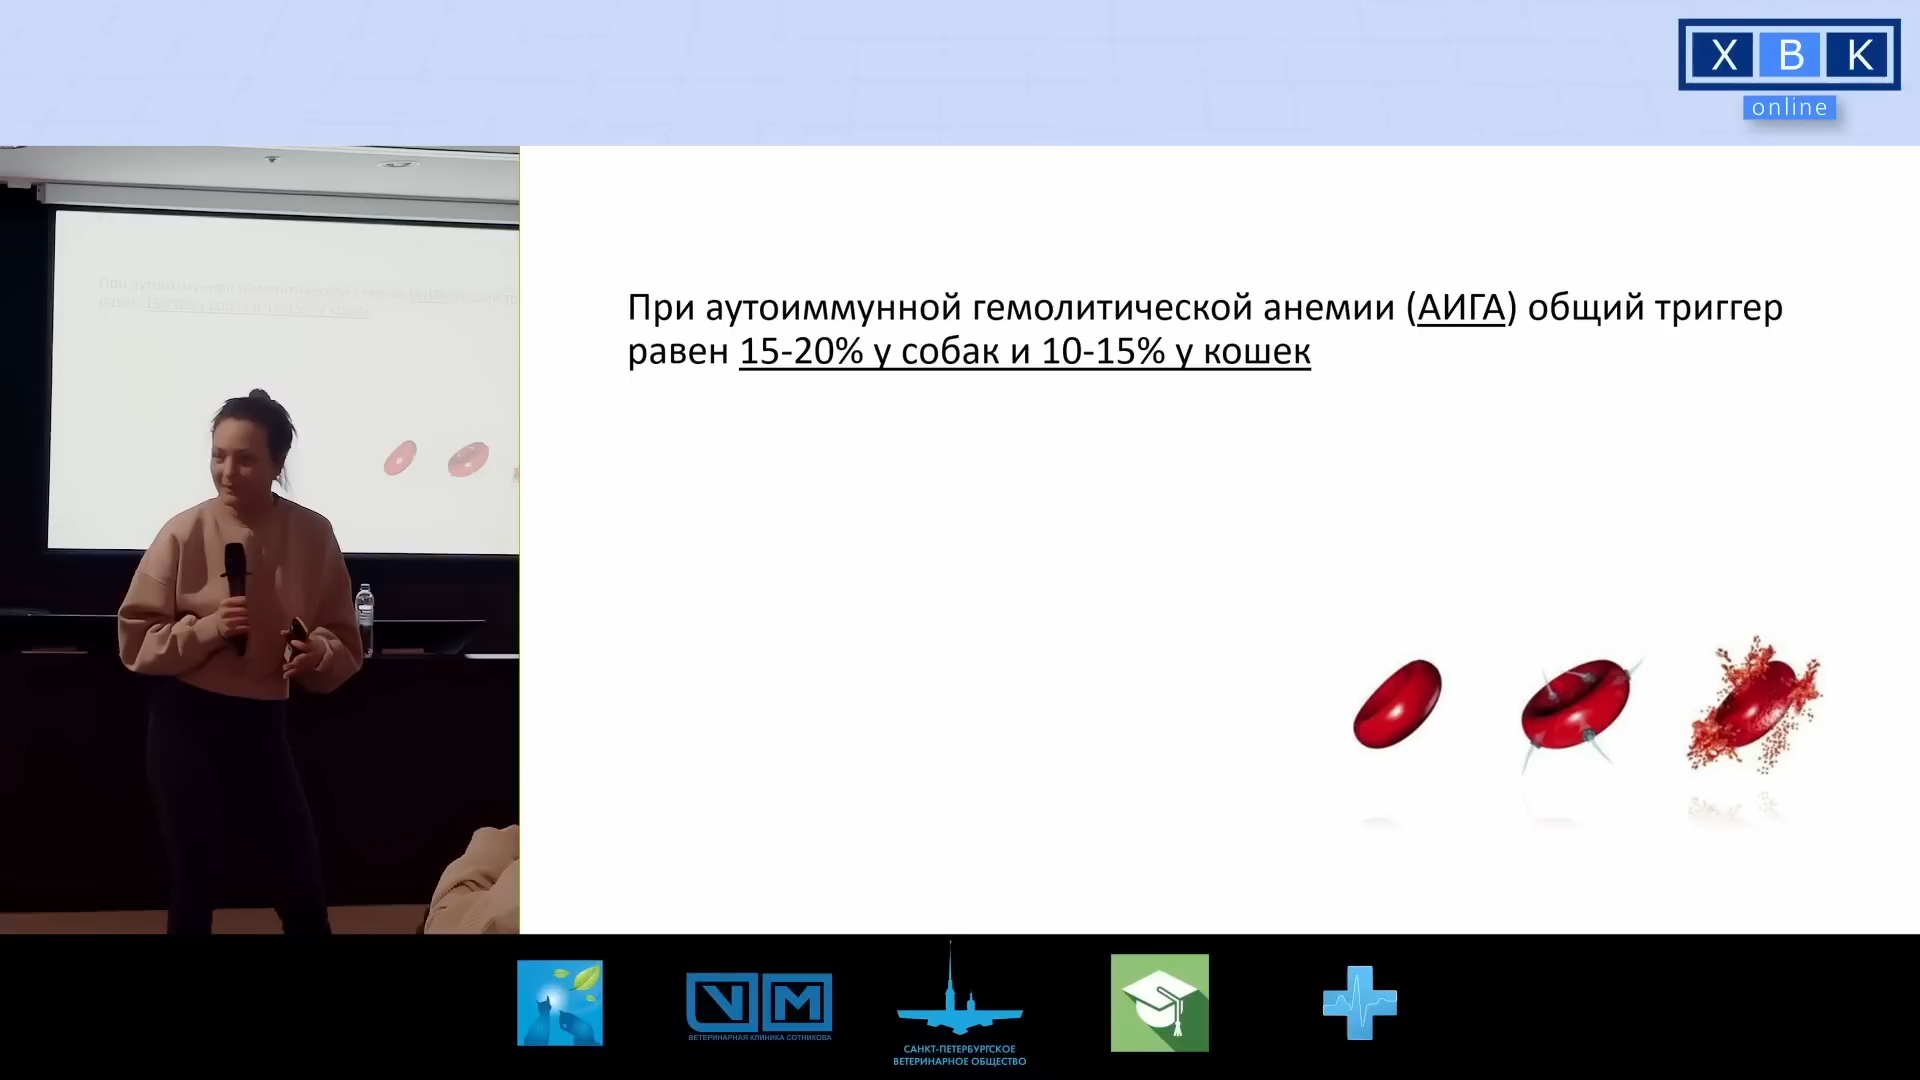 Х В К
online
При аутоиммунной гемолитической анемии (АИГА) общий триггер
равен 15-20% у собак и 10-15% у кошек
VM
ВЕТЕРИНАРНАЯ КЛИНИКА СОТНИКОВА
САНКТ-ПЕТЕРБУРГСКОЕ
ВЕТЕРИНАРНОЕ ОБЩЕСТВО